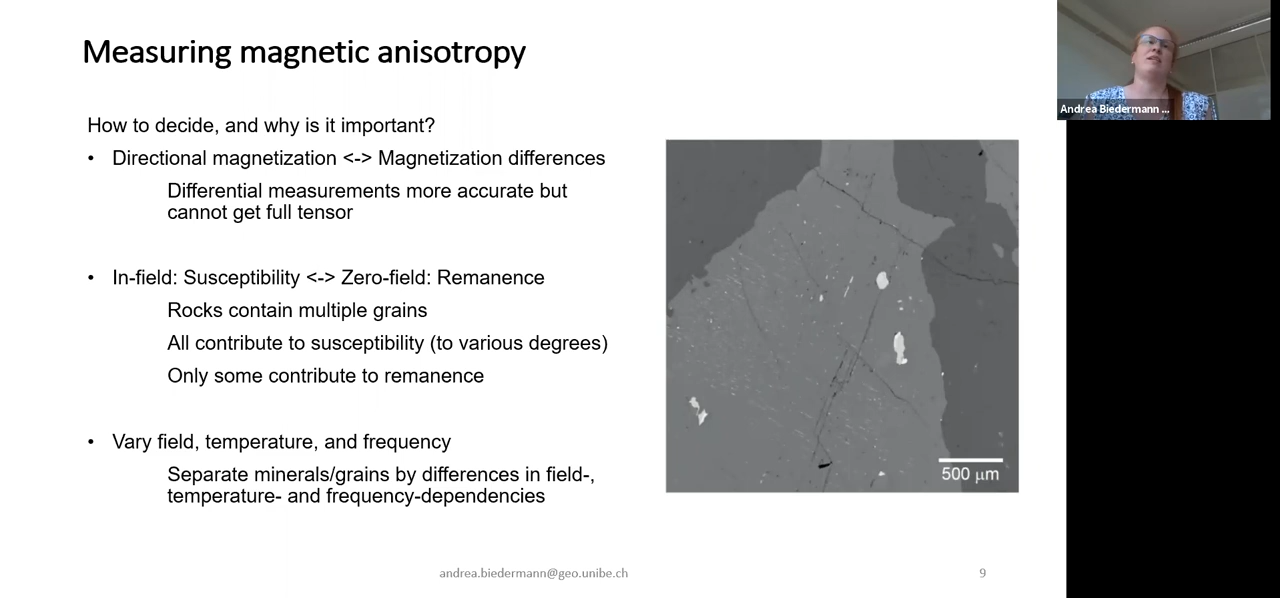 Measuring magnetic anisotropy
How to decide, and why is it important?
• Directional magnetization <-> Magnetization differences
Differential measurements more accurate but
cannot get full tensor
• In-field: Susceptibility <-> Zero-field: Remanence
Rocks contain multiple grains
All contribute to susceptibility (to various degrees)
Only some contribute to remanence
• Vary field, temperature, and frequency
Separate minerals/grains by differences in field-,
temperature- and frequency-dependencies
500 μm
andrea.biedermann@geo.unibe.ch
9
Andrea Biedermann ...